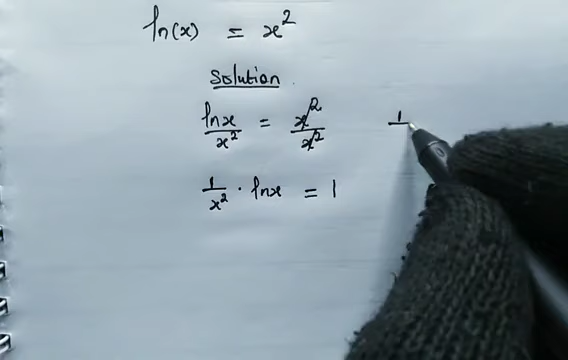 ln(x) = x²
Solution
lnx/x² = x²/x²
1/x² · lnx = 1
1